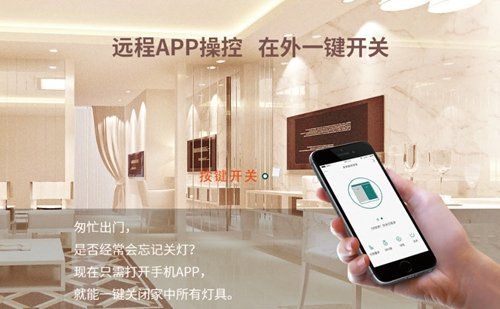 远程APP操控 在外一键开关
按键开关
匆忙出门，
是否经常会忘记关灯？
现在只需打开手机APP，
就能一键关闭家中所有灯具。